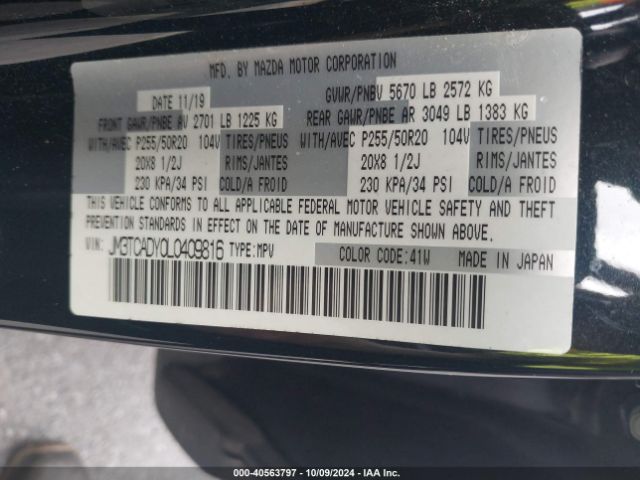 MFD. BY MAZDA MOTOR CORPORATION
DATE 11/19 GVWR/PNBV 5670 LB 2572 KG
FRONT GAWR/PNBE AV 2701 LB 1225 KG REAR GAWR/PNBE AR 3049 LB 1383 KG
WITH/AVEC P255/50R20 104V TIRES/PNEUS WITH/AVEC P255/50R20 104V TIRES/PNEUS
20X8 1/2J RIMS/JANTES 20X8 1/2J RIMS/JANTES
230 KPA/34 PSI COLD/A FROID 230 KPA/34 PSI COLD/A FROID
THIS VEHICLE CONFORMS TO ALL APPLICABLE FEDERAL MOTOR VEHICLE SAFETY AND THEFT
PREVENTION STANDARDS IN EFFECT ON THE DATE OF MANUFACTURE SHOWN ABOVE.
VIN: JM3TCADY0L0409816 TYPE:MPV COLOR CODE:41W MADE IN JAPAN
000-40563797 - 10/09/2024 - IAA Inc.